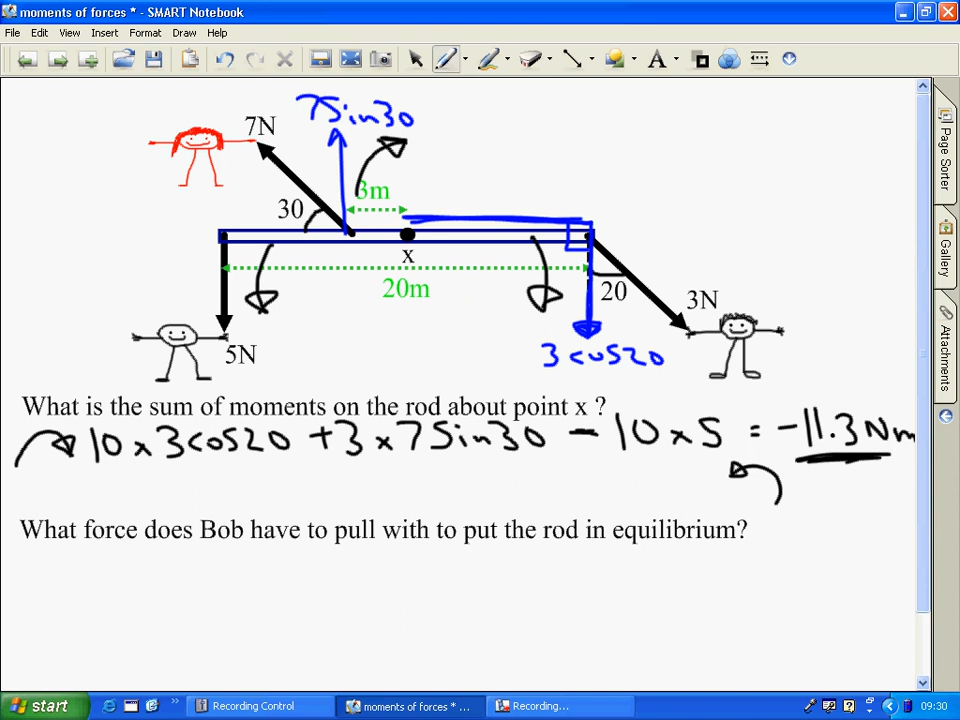 moments of forces * - SMART Notebook
File Edit View Insert Format Draw Help
7sin30
7N
3m
30
x
20m
20
3N
5N
3cos20
What is the sum of moments on the rod about point x ?
10 x 3cos20 + 3 x 7sin30 - 10 x 5 = -11.3Nm
What force does Bob have to pull with to put the rod in equilibrium?
Page Sorter
Gallery
Attachments
start
Recording Control
moments of forces * ...
Recording...
09:30